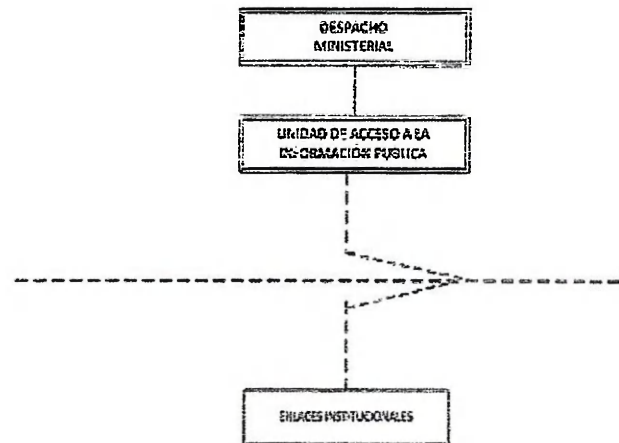 DESPACHO
MINISTERIAL
UNIDAD DE ACCESO A LA
INFORMACIÓN PÚBLICA
ENLACES INSTITUCIONALES